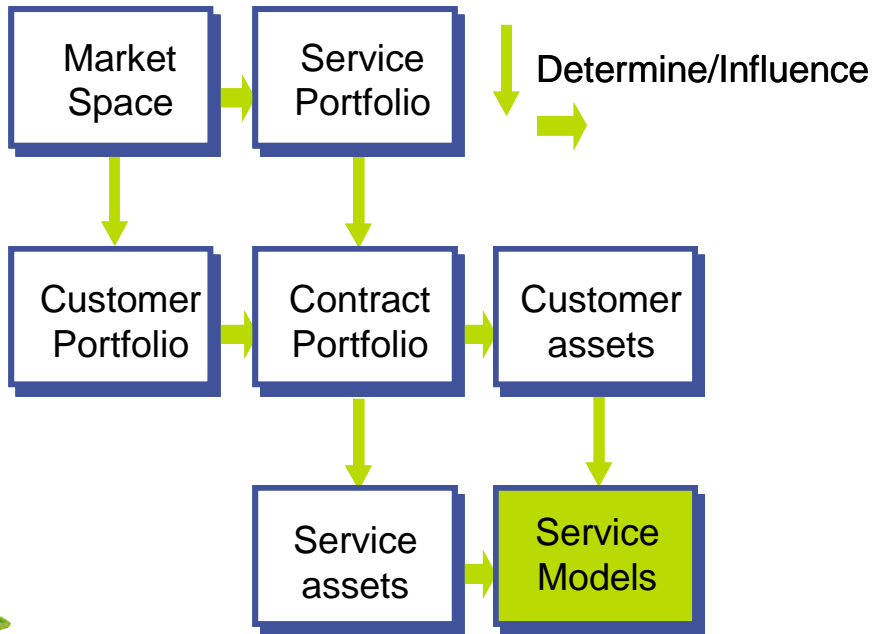 Market
Space
Service
Portfolio
Determine/Influence
Customer
Portfolio
Contract
Portfolio
Customer
assets
Service
assets
Service
Models